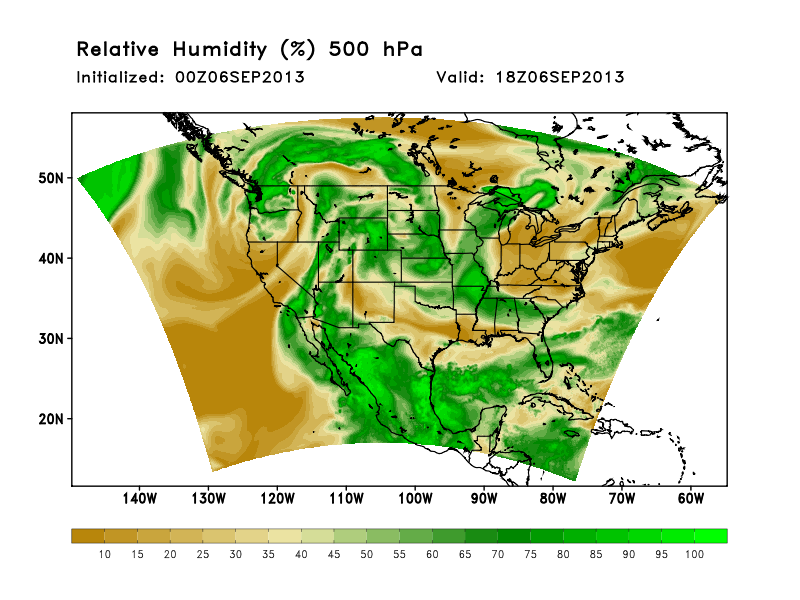 Relative Humidity (%) 500 hPa
Initialized: 00Z06SEP2013 Valid: 18Z06SEP2013
50N
40N
30N
20N
140W 130W 120W 110W 100W 90W 80W 70W 60W
10 15 20 25 30 35 40 45 50 55 60 65 70 75 80 85 90 95 100